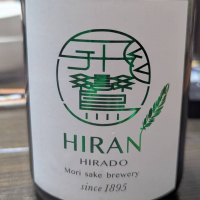 HIRAN
HIRADO
Mori sake brewery
since 1895